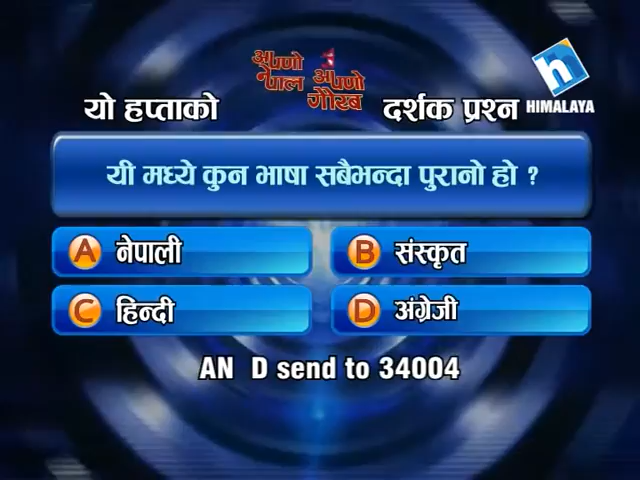 आफ्नो नेपाल आफ्नो गौरब
HIMALAYA
यो हप्ताको दर्शक प्रश्न
यी मध्ये कुन भाषा सबैभन्दा पुरानो हो ?
A नेपाली
B संस्कृत
C हिन्दी
D अंग्रेजी
AN D send to 34004